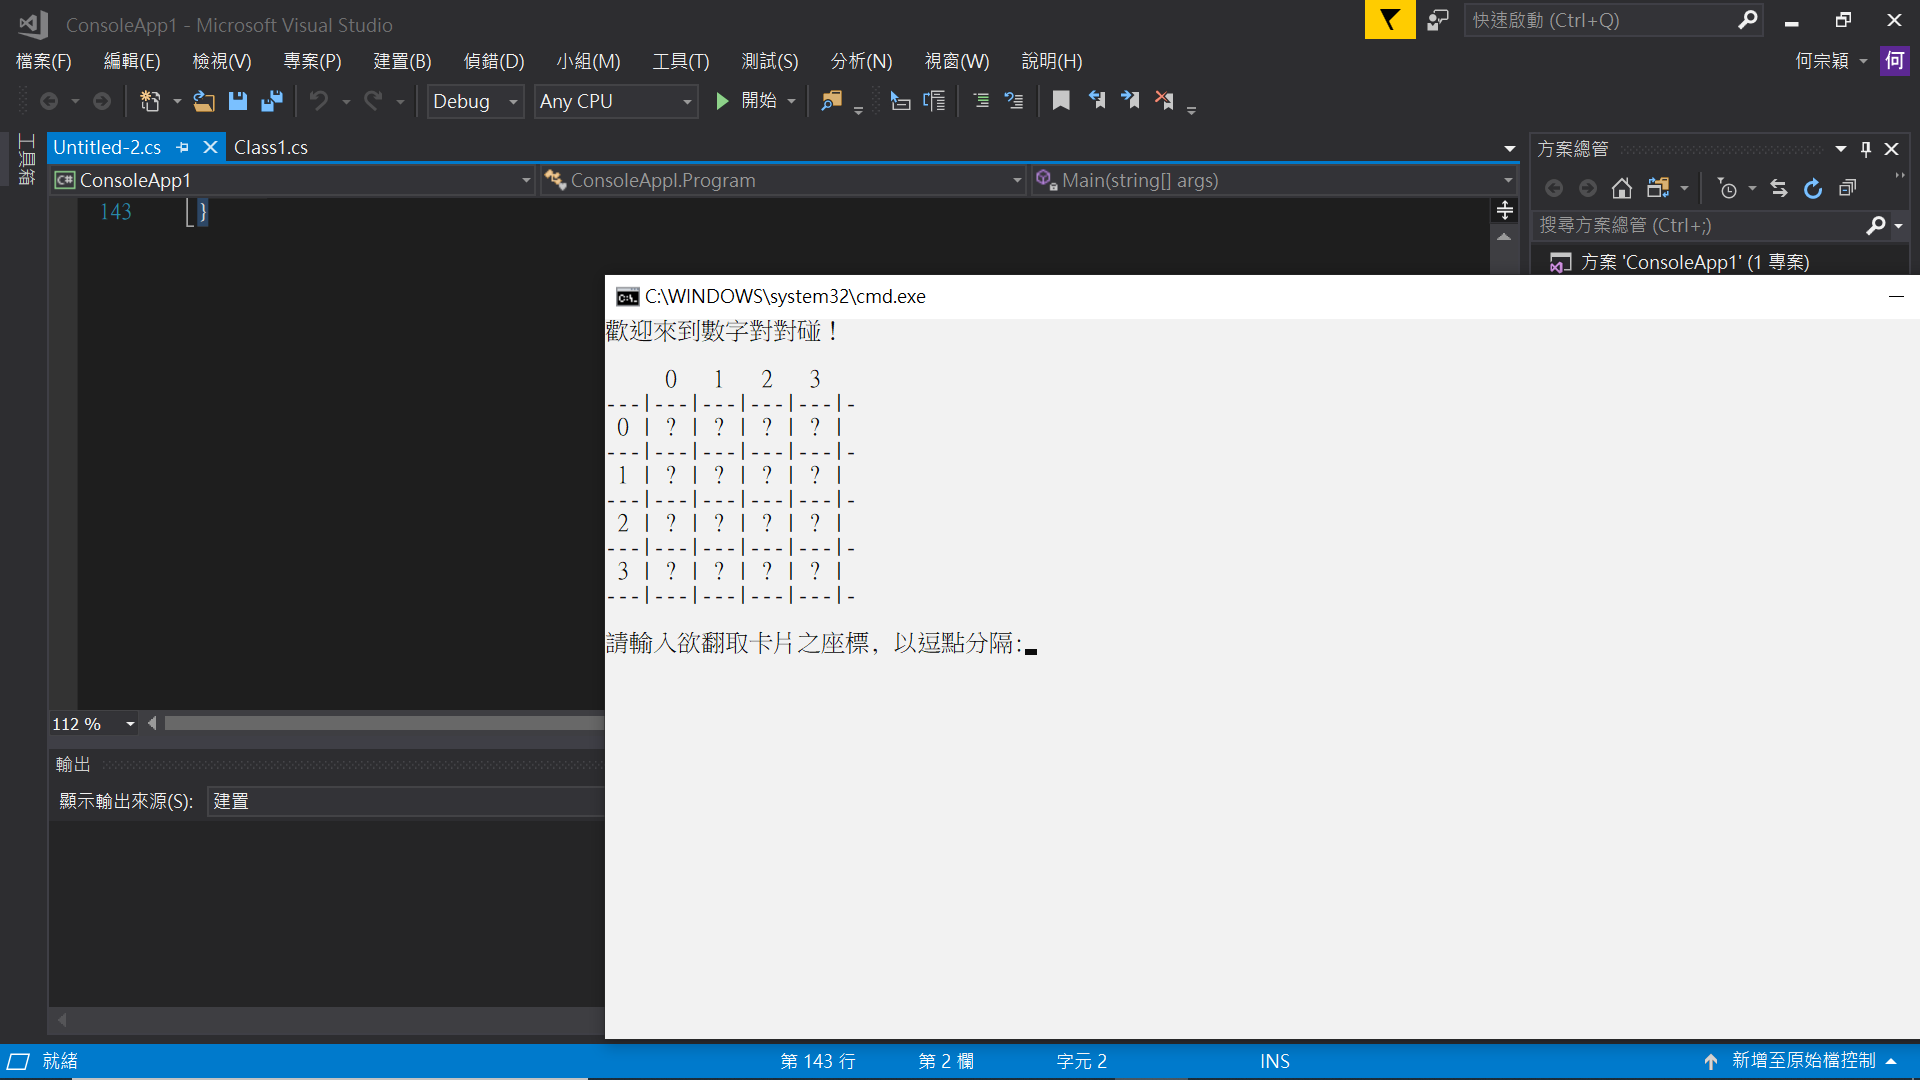 ConsoleApp1 - Microsoft Visual Studio
快速啟動 (Ctrl+Q)
檔案(F) 編輯(E) 檢視(V) 專案(P) 建置(B) 偵錯(D) 小組(M) 工具(T) 測試(S) 分析(N) 視窗(W) 說明(H)
何宗穎 何
Debug Any CPU 開始
工具箱
Untitled-2.cs Class1.cs
C# ConsoleApp1 ConsoleAppl.Program Main(string[] args)
143 }
方案總管
搜尋方案總管 (Ctrl+;)
方案 'ConsoleApp1' (1 專案)
C:\WINDOWS\system32\cmd.exe
歡迎來到數字對對碰！
0 1 2 3
---|---|---|---|---|-
0 | ? | ? | ? | ? |
---|---|---|---|---|-
1 | ? | ? | ? | ? |
---|---|---|---|---|-
2 | ? | ? | ? | ? |
---|---|---|---|---|-
3 | ? | ? | ? | ? |
---|---|---|---|---|-
請輸入欲翻取卡片之座標，以逗點分隔:
112 %
輸出
顯示輸出來源(S): 建置
就緒 第 143 行 第 2 欄 字元 2 INS 新增至原始檔控制